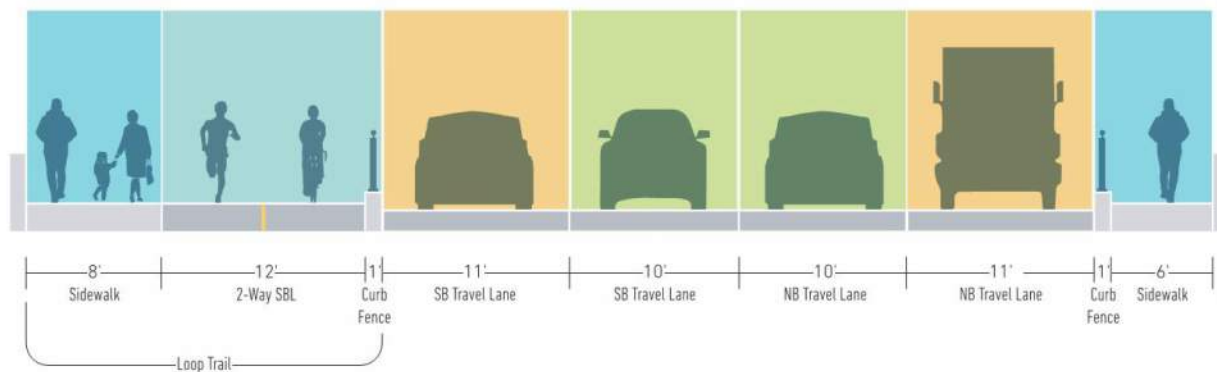 8'
Sidewalk
12'
2-Way SBL
1'
Curb
Fence
11'
SB Travel Lane
10'
SB Travel Lane
10'
NB Travel Lane
11'
NB Travel Lane
1'
Curb
Fence
6'
Sidewalk
Loop Trail